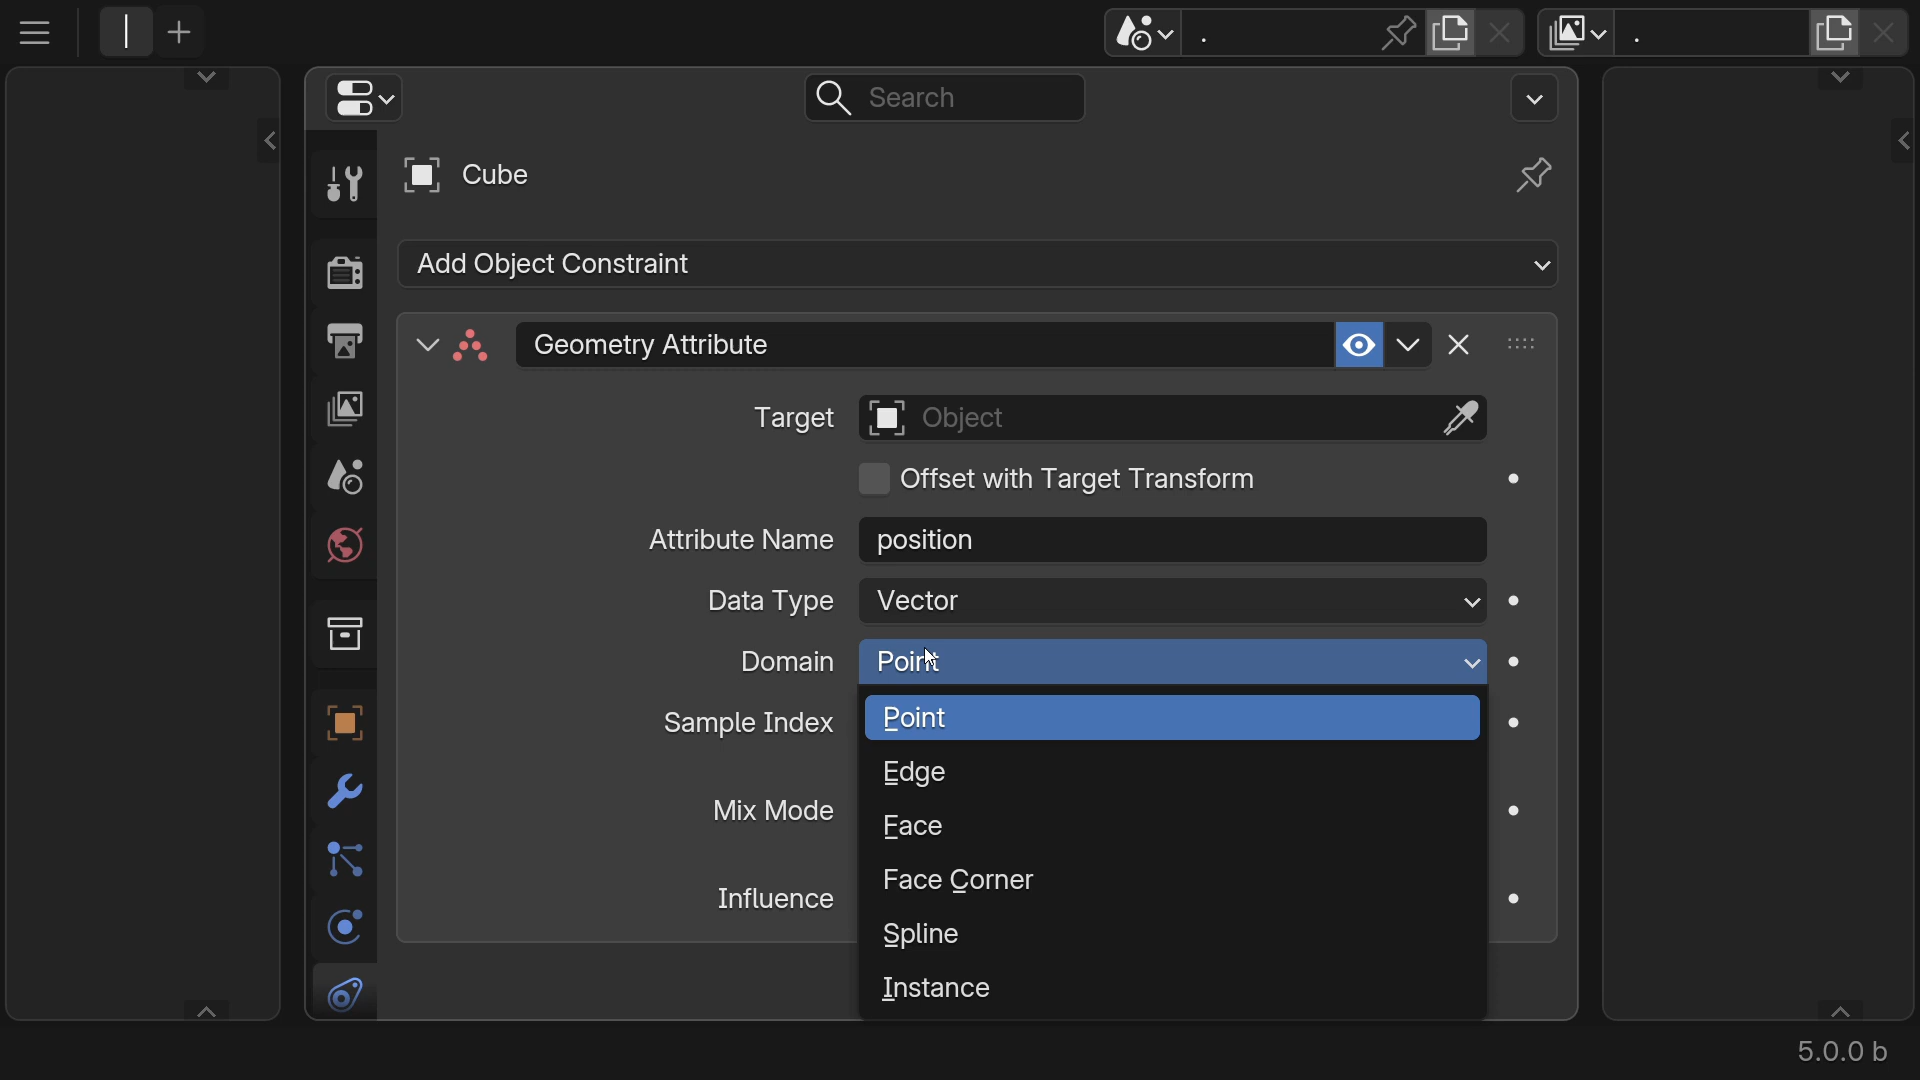 .
.
Search
Cube
Add Object Constraint
Geometry Attribute
Target Object
Offset with Target Transform
Attribute Name position
Data Type Vector
Domain Point
Sample Index Point
Edge
Mix Mode Face
Face Corner
Influence Spline
Instance
5.0.0 b